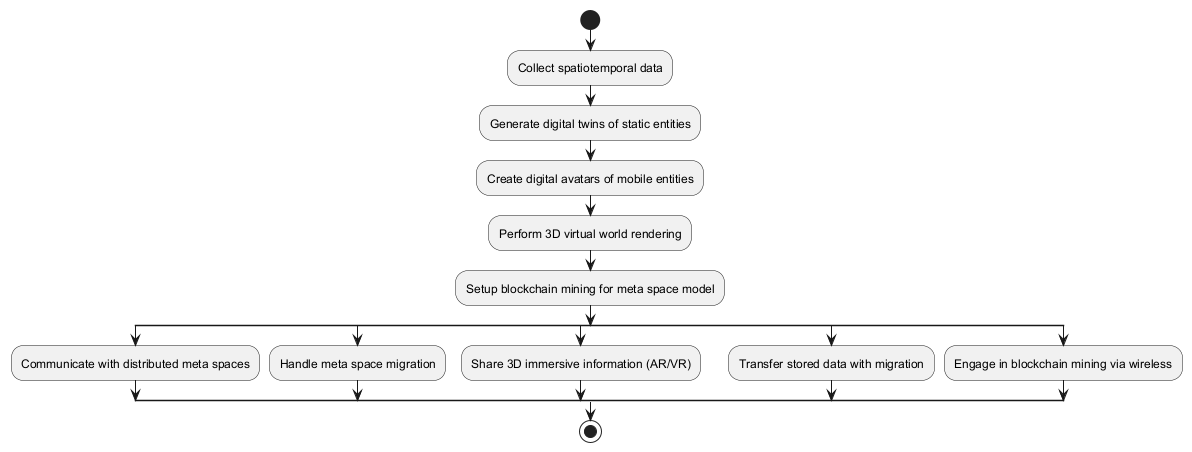 Collect spatiotemporal data
Generate digital twins of static entities
Create digital avatars of mobile entities
Perform 3D virtual world rendering
Setup blockchain mining for meta space model
Communicate with distributed meta spaces
Handle meta space migration
Share 3D immersive information (AR/VR)
Transfer stored data with migration
Engage in blockchain mining via wireless